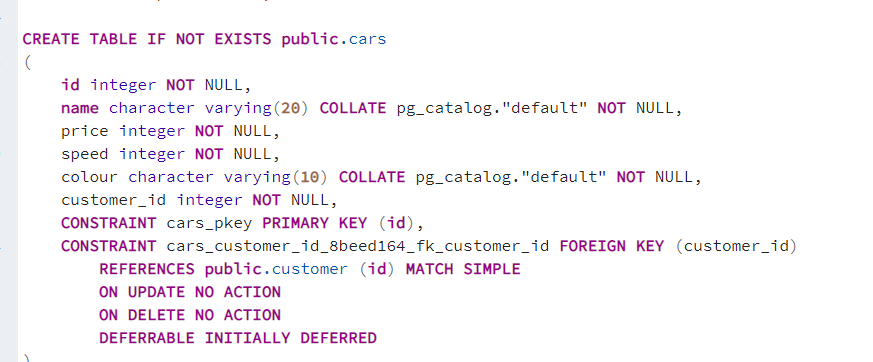 CREATE TABLE IF NOT EXISTS public.cars
(
    id integer NOT NULL,
    name character varying(20) COLLATE pg_catalog."default" NOT NULL,
    price integer NOT NULL,
    speed integer NOT NULL,
    colour character varying(10) COLLATE pg_catalog."default" NOT NULL,
    customer_id integer NOT NULL,
    CONSTRAINT cars_pkey PRIMARY KEY (id),
    CONSTRAINT cars_customer_id_8beed164_fk_customer_id FOREIGN KEY (customer_id)
        REFERENCES public.customer (id) MATCH SIMPLE
        ON UPDATE NO ACTION
        ON DELETE NO ACTION
        DEFERRABLE INITIALLY DEFERRED
)